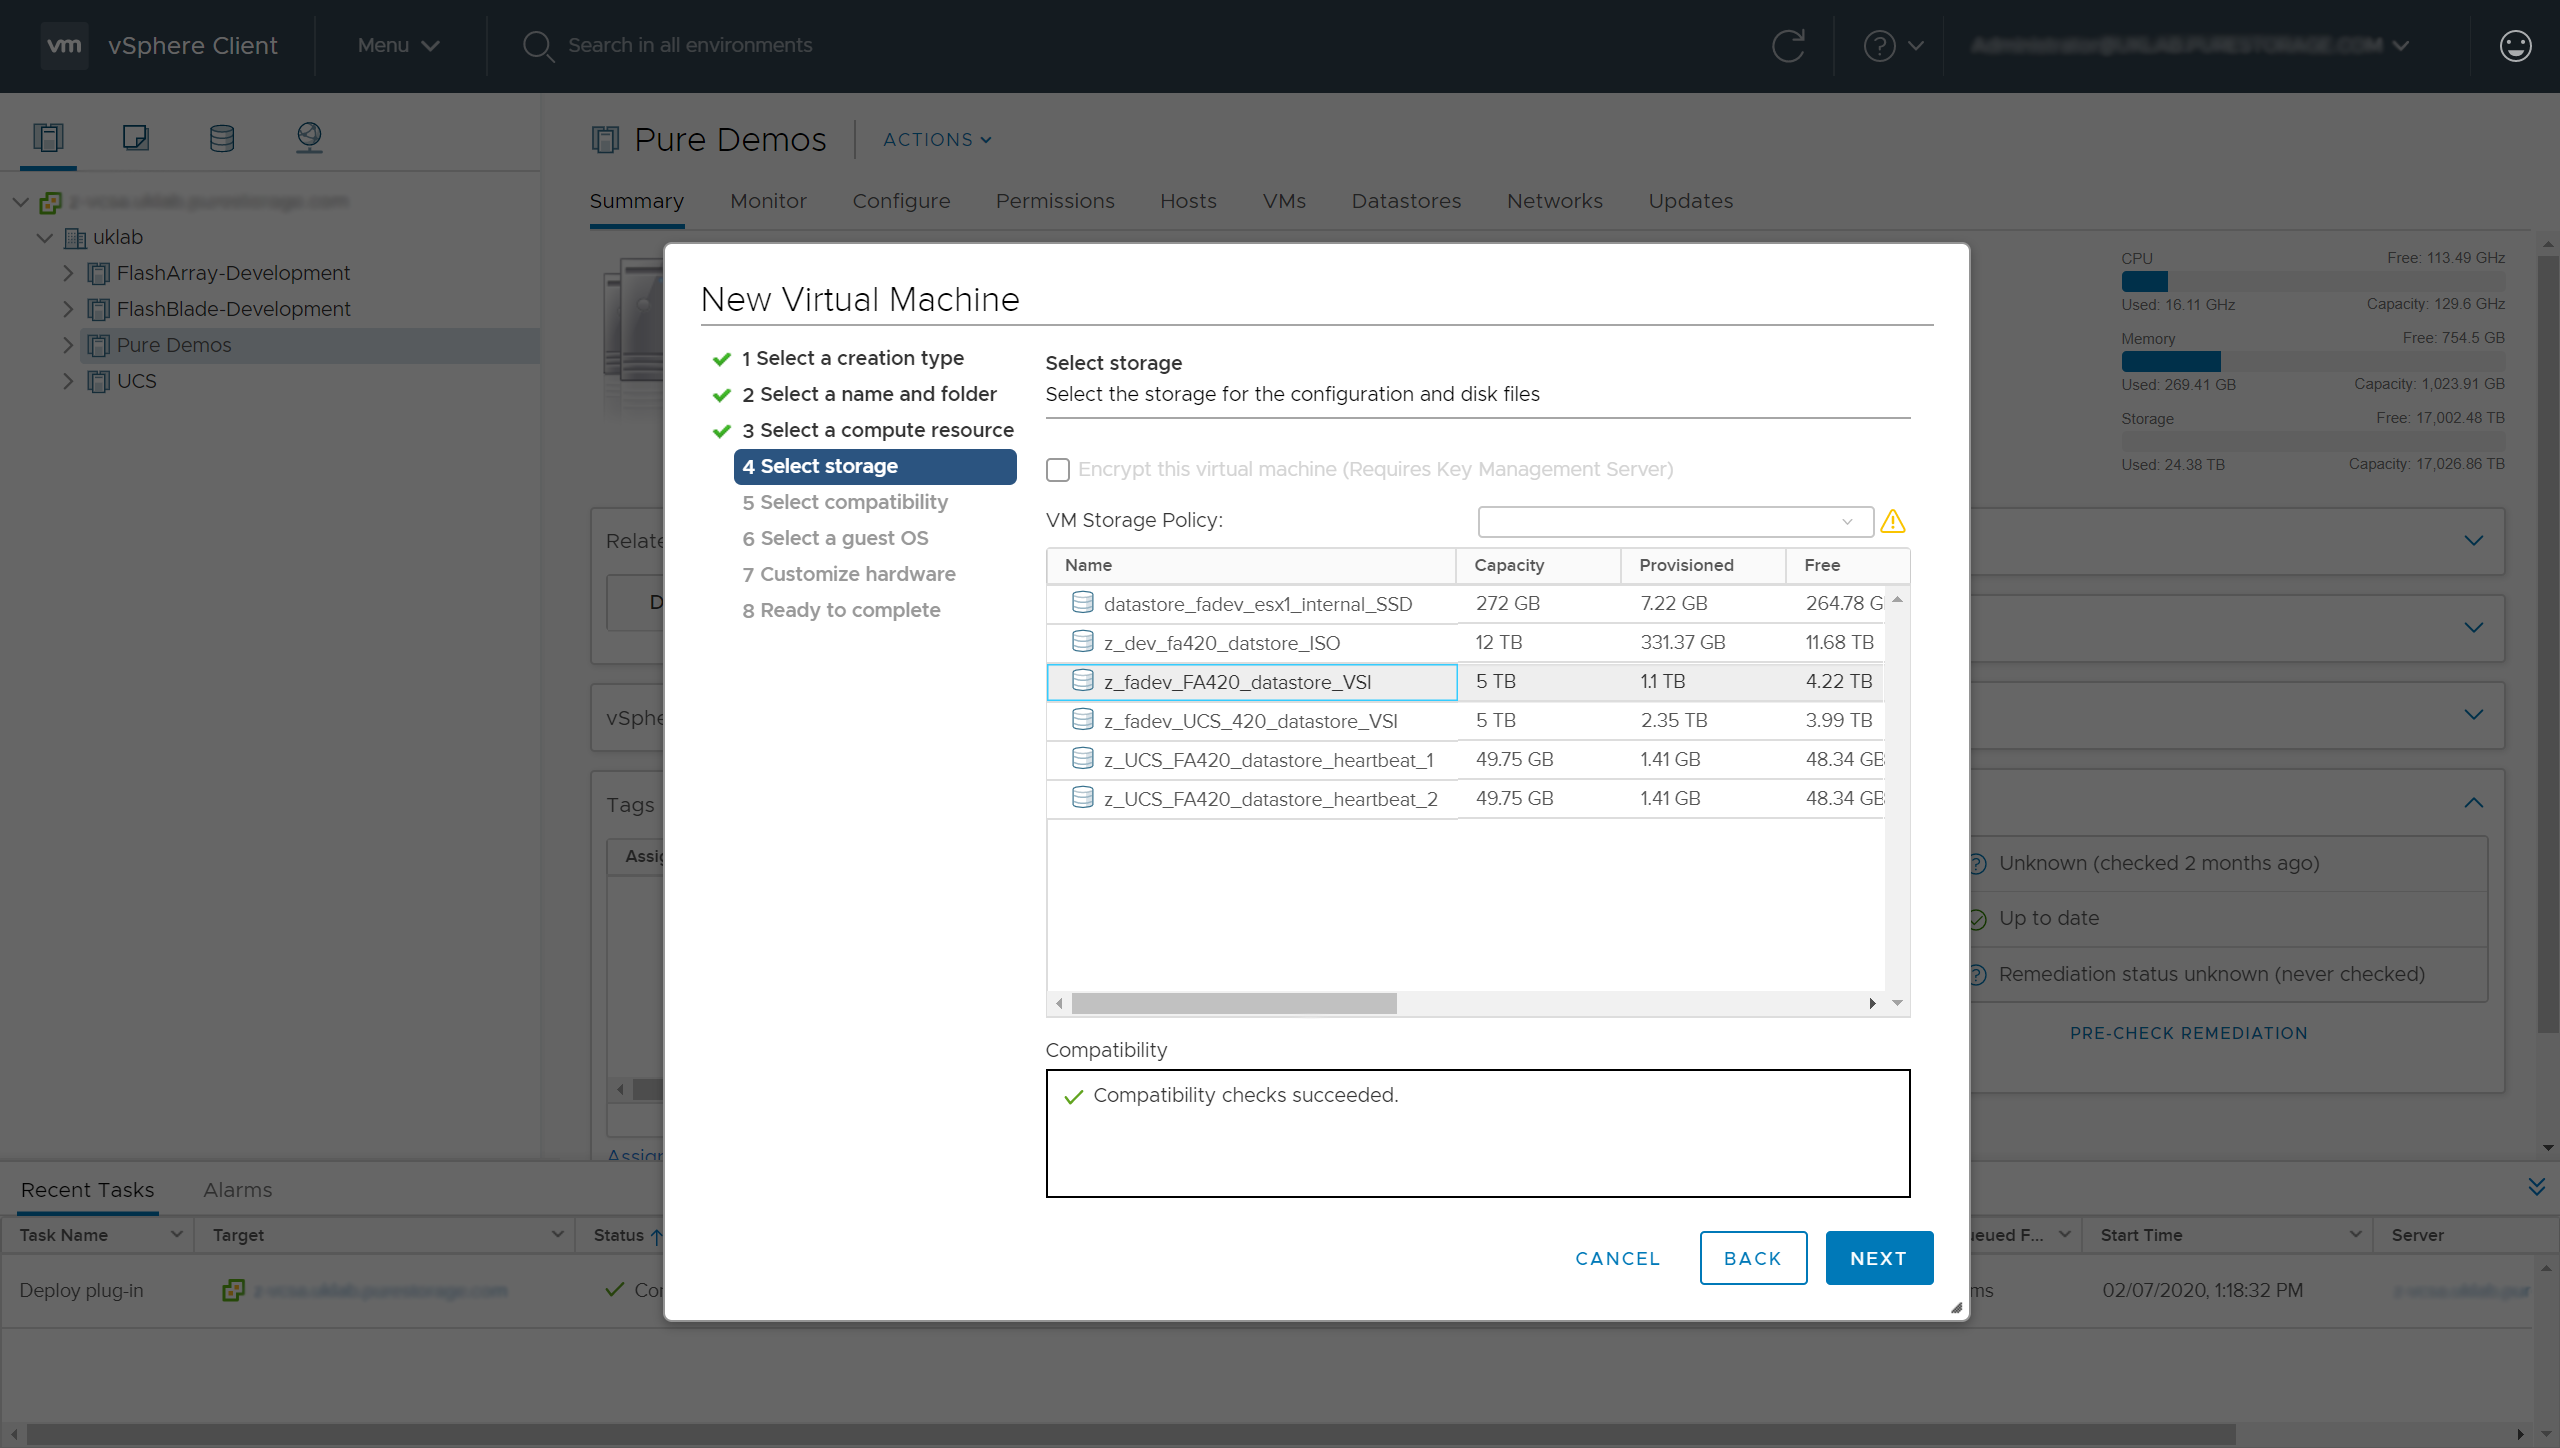 vm vSphere Client Menu Search in all environments
Pure Demos ACTIONS
Summary Monitor Configure Permissions Hosts VMs Datastores Networks Updates
uklab
FlashArray-Development
FlashBlade-Development
Pure Demos
UCS
CPU Free: 113.49 GHz
Used: 16.11 GHz Capacity: 129.6 GHz
Memory Free: 754.5 GB
Used: 269.41 GB Capacity: 1,023.91 GB
Storage Free: 17,002.48 TB
Used: 24.38 TB Capacity: 17,026.86 TB
New Virtual Machine
1 Select a creation type
2 Select a name and folder
3 Select a compute resource
4 Select storage
5 Select compatibility
6 Select a guest OS
7 Customize hardware
8 Ready to complete
Select storage
Select the storage for the configuration and disk files
Encrypt this virtual machine (Requires Key Management Server)
VM Storage Policy:
Name Capacity Provisioned Free
datastore_fadev_esx1_internal_SSD 272 GB 7.22 GB 264.78 G
z_dev_fa420_datstore_ISO 12 TB 331.37 GB 11.68 TB
z_fadev_FA420_datastore_VSI 5 TB 1.1 TB 4.22 TB
z_fadev_UCS_420_datastore_VSI 5 TB 2.35 TB 3.99 TB
z_UCS_FA420_datastore_heartbeat_1 49.75 GB 1.41 GB 48.34 GB
z_UCS_FA420_datastore_heartbeat_2 49.75 GB 1.41 GB 48.34 GB
Compatibility
Compatibility checks succeeded.
CANCEL BACK NEXT
Relate
D
vSphe
Tags
Assig
Assign
Unknown (checked 2 months ago)
Up to date
Remediation status unknown (never checked)
PRE-CHECK REMEDIATION
Recent Tasks Alarms
Task Name Target Status ueued F... Start Time Server
Deploy plug-in Co ms 02/07/2020, 1:18:32 PM